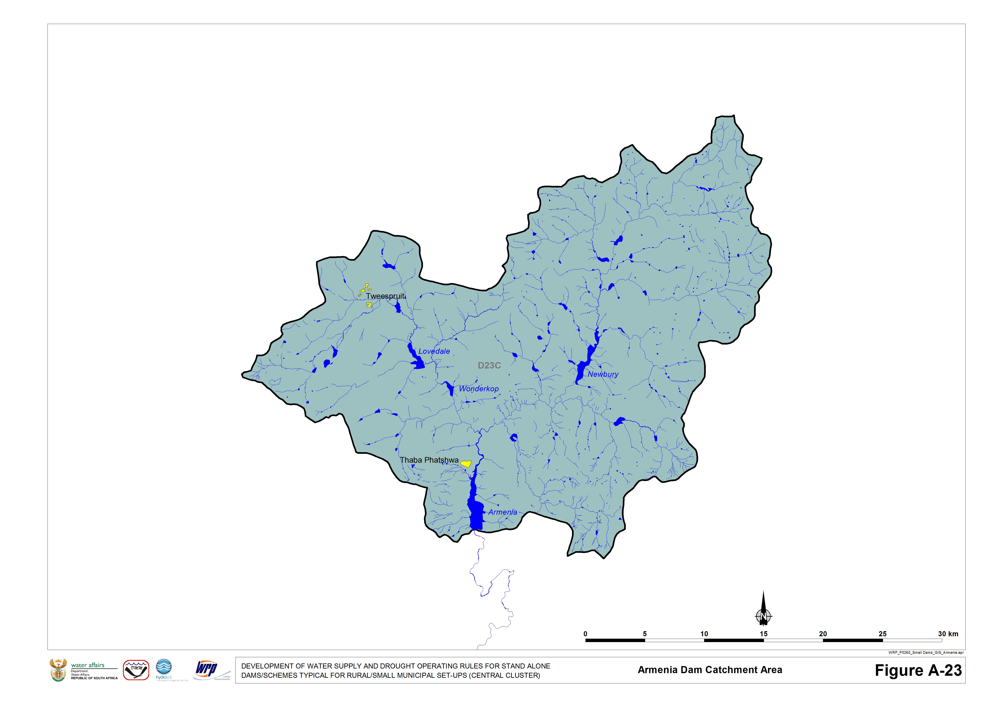 Tweespruit
Lovedale
D23C
Newbury
Wonderkop
Thaba Phatshwa
Armenia
N
0 5 10 15 20 25 30 km
WRP_P0260_Small Dams_GIS_Armenia.apr
water affairs
Department:
Water Affairs
REPUBLIC OF SOUTH AFRICA
DMM
hydrosol
wrp
A Miya
Group Company
DEVELOPMENT OF WATER SUPPLY AND DROUGHT OPERATING RULES FOR STAND ALONE
DAMS/SCHEMES TYPICAL FOR RURAL/SMALL MUNICIPAL SET-UPS (CENTRAL CLUSTER)
Armenia Dam Catchment Area
Figure A-23